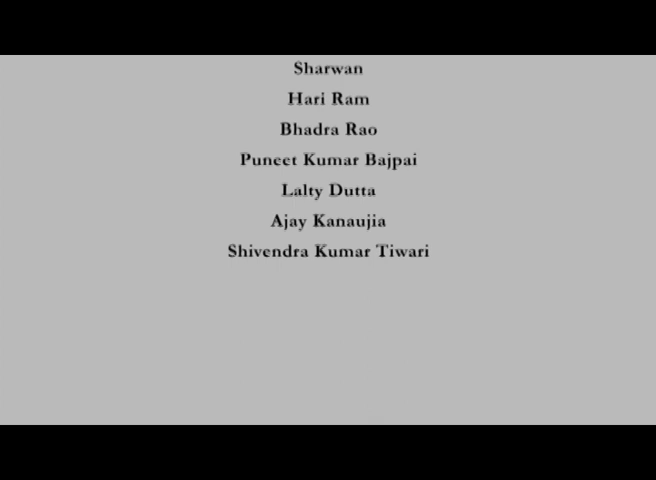 Sharwan
Hari Ram
Bhadra Rao
Puneet Kumar Bajpai
Lalty Dutta
Ajay Kanaujia
Shivendra Kumar Tiwari